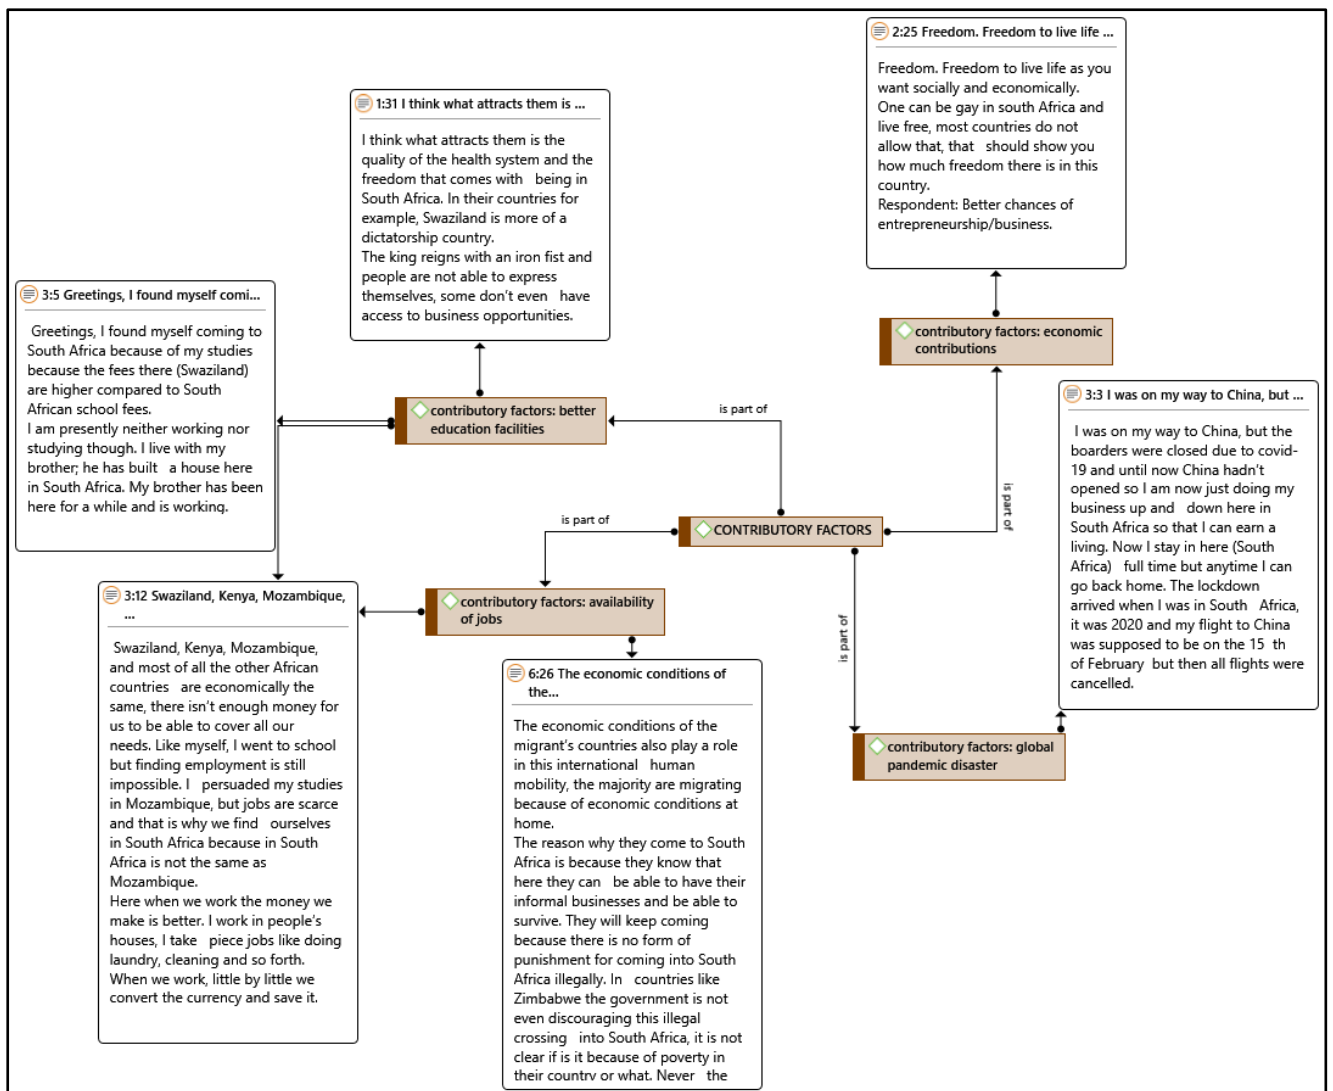 2:25 Freedom. Freedom to live life ...
Freedom. Freedom to live life as you
want socially and economically.
One can be gay in south Africa and
live free, most countries do not
allow that, that should show you
how much freedom there is in this
country.
Respondent: Better chances of
entrepreneurship/business.
1:31 I think what attracts them is ...
I think what attracts them is the
quality of the health system and the
freedom that comes with being in
South Africa. In their countries for
example, Swaziland is more of a
dictatorship country.
The king reigns with an iron fist and
people are not able to express
themselves, some don't even have
access to business opportunities.
3:5 Greetings, I found myself comi...
Greetings, I found myself coming to
South Africa because of my studies
because the fees there (Swaziland)
are higher compared to South
African school fees.
I am presently neither working nor
studying though. I live with my
brother; he has built a house here
in South Africa. My brother has been
here for a while and is working.
contributory factors: economic
contributions
3:3 I was on my way to China, but ...
I was on my way to China, but the
boarders were closed due to covid-
19 and until now China hadn't
opened so I am now just doing my
business up and down here in
South Africa so that I can earn a
living. Now I stay in here (South
Africa) full time but anytime I can
go back home. The lockdown
arrived when I was in South Africa,
it was 2020 and my flight to China
was supposed to be on the 15 th
of February but then all flights were
cancelled.
contributory factors: better
education facilities
is part of
is part of
is part of
CONTRIBUTORY FACTORS
is part of
contributory factors: availability
of jobs
3:12 Swaziland, Kenya, Mozambique,
...
Swaziland, Kenya, Mozambique,
and most of all the other African
countries are economically the
same, there isn't enough money for
us to be able to cover all our
needs. Like myself, I went to school
but finding employment is still
impossible. I persuaded my studies
in Mozambique, but jobs are scarce
and that is why we find ourselves
in South Africa because in South
Africa is not the same as
Mozambique.
Here when we work the money we
make is better. I work in people's
houses, I take piece jobs like doing
laundry, cleaning and so forth.
When we work, little by little we
convert the currency and save it.
6:26 The economic conditions of
the...
The economic conditions of the
migrant's countries also play a role
in this international human
mobility, the majority are migrating
because of economic conditions at
home.
The reason why they come to South
Africa is because they know that
here they can be able to have their
informal businesses and be able to
survive. They will keep coming
because there is no form of
punishment for coming into South
Africa illegally. In countries like
Zimbabwe the government is not
even discouraging this illegal
crossing into South Africa, it is not
clear if is it because of poverty in
their country or what. Never the
contributory factors: global
pandemic disaster